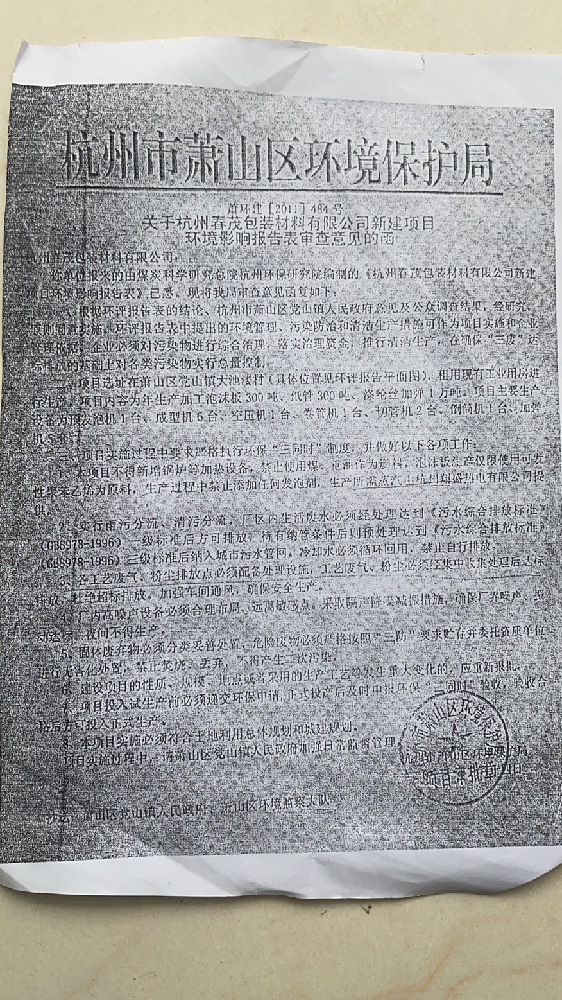 杭州市萧山区环境保护局
萧环建［2011］484号
关于杭州春茂包装材料有限公司新建项目
环境影响报告表审查意见的函
杭州春茂包装材料有限公司：
你单位报来的由煤炭科学研究总院杭州环保研究院编制的《杭州春茂包装材料有限公司新建
项目环境影响报告表》已悉。现将我局审查意见函复如下：
一、根据环评报告表的结论、杭州市萧山区党山镇人民政府意见及公众调查结果，经研究，
原则同意实施。环评报告表中提出的环境管理、污染防治和清洁生产措施可作为项目实施和企业
管理依据，企业必须对污染物进行综合治理，落实治理资金，推行清洁生产，在确保“三废”达
标排放的基础上对各类污染物实行总量控制。
二、项目选址在萧山区党山镇大池溇村（具体位置见环评报告平面图），租用现有工业用房进
行生产，项目内容为年生产加工泡沫板300吨、纸管300吨、涤纶丝加弹1万吨。项目主要生产
设备为预发泡机1台、成型机6台、空压机1台、卷管机1台、切管机2台、倒筒机1台、加弹
机5套。
三、项目实施过程中要求严格执行环保“三同时”制度，并做好以下各项工作：
1、本项目不得新增锅炉等加热设备，禁止使用煤、重油作为燃料。泡沫板生产仅限使用可发
性聚苯乙烯为原料，生产过程中禁止添加任何发泡剂，生产所需蒸汽由杭州翔盛热电有限公司提
供。
2、实行雨污分流、清污分流，厂区内生活废水必须经处理达到《污水综合排放标准》
（GB8978-1996）一级标准后方可排放，待有纳管条件后则预处理达到《污水综合排放标准》
（GB8978-1996）三级标准后纳入城市污水管网。冷却水必须循环回用，禁止自行排放。
3、各工艺废气、粉尘排放点必须配备处理设施，工艺废气、粉尘必须经集中收集处理后达标
排放，杜绝超标排放。加强车间通风，确保安全生产。
4、厂内高噪声设备必须合理布局，远离敏感点。采取隔声降噪减振措施，确保厂界噪声、振
动达标，夜间不得生产。
5、固体废弃物必须分类妥善处置，危险废物必须严格按照“三防”要求贮存并委托资质单位
进行无害化处置，禁止焚烧、丢弃，不得产生二次污染。
6、建设项目的性质、规模、地点或者采用的生产工艺等发生重大变化的，应重新报批。
7、项目投入试生产前必须递交环保申请，正式投产后及时申报环保“三同时”验收，验收合
格后方可投入正式生产。
8、本项目实施必须符合土地利用总体规划和城建规划。
项目实施过程中，请萧山区党山镇人民政府加强日常监督管理。
杭州市萧山区环境保护局
抄送：萧山区党山镇人民政府、萧山区环境监察大队